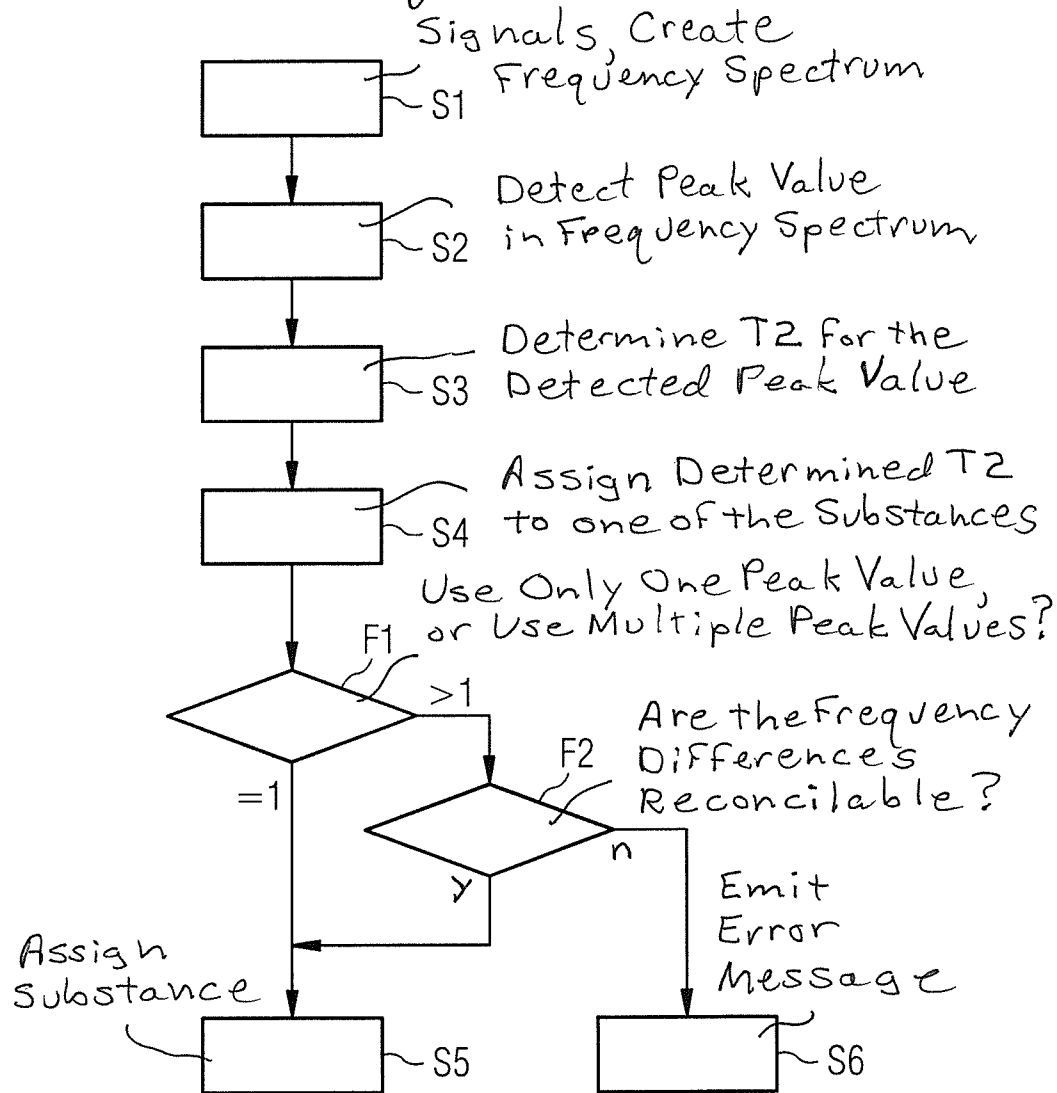 Signals, Create
Frequency Spectrum
S1
Detect Peak Value
in Frequency Spectrum
S2
Determine T2 for the
Detected Peak Value
S3
Assign Determined T2
to one of the Substances
S4
Use Only One Peak Value,
or Use Multiple Peak Values?
F1
>1
=1
Are the Frequency
Differences
Reconcilable?
F2
n
y
Emit
Error
Message
Assign
Substance
S5
S6